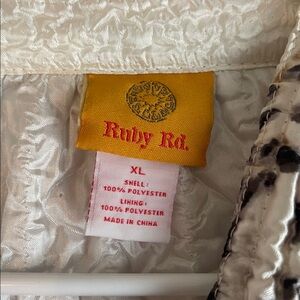 Ruby Rd.
XL
SHELL:
100% POLYESTER
LINING:
100% POLYESTER
MADE IN CHINA